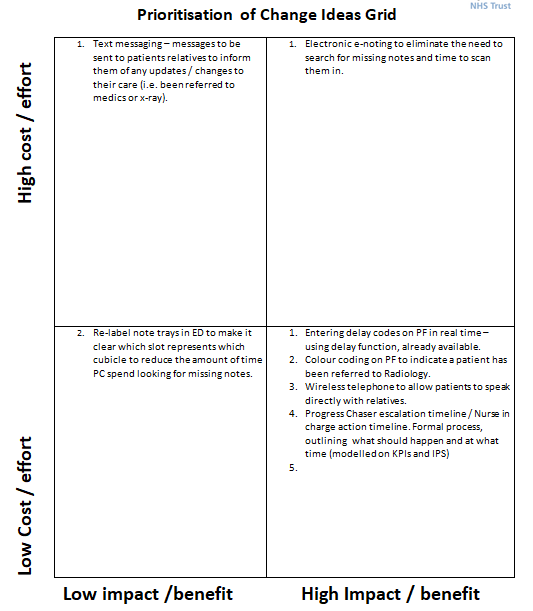 NHS Trust
Prioritisation of Change Ideas Grid
High cost / effort
1. Text messaging – messages to be
sent to patients relatives to inform
them of any updates / changes to
their care (i.e. been referred to
medics or x-ray).
1. Electronic e-noting to eliminate the need to
search for missing notes and time to scan
them in.
Low Cost / effort
2. Re-label note trays in ED to make it
clear which slot represents which
cubicle to reduce the amount of time
PC spend looking for missing notes.
1. Entering delay codes on PF in real time –
using delay function, already available.
2. Colour coding on PF to indicate a patient has
been referred to Radiology.
3. Wireless telephone to allow patients to speak
directly with relatives.
4. Progress Chaser escalation timeline / Nurse in
charge action timeline. Formal process,
outlining what should happen and at what
time (modelled on KPIs and IPS)
5.
Low impact /benefit
High Impact / benefit